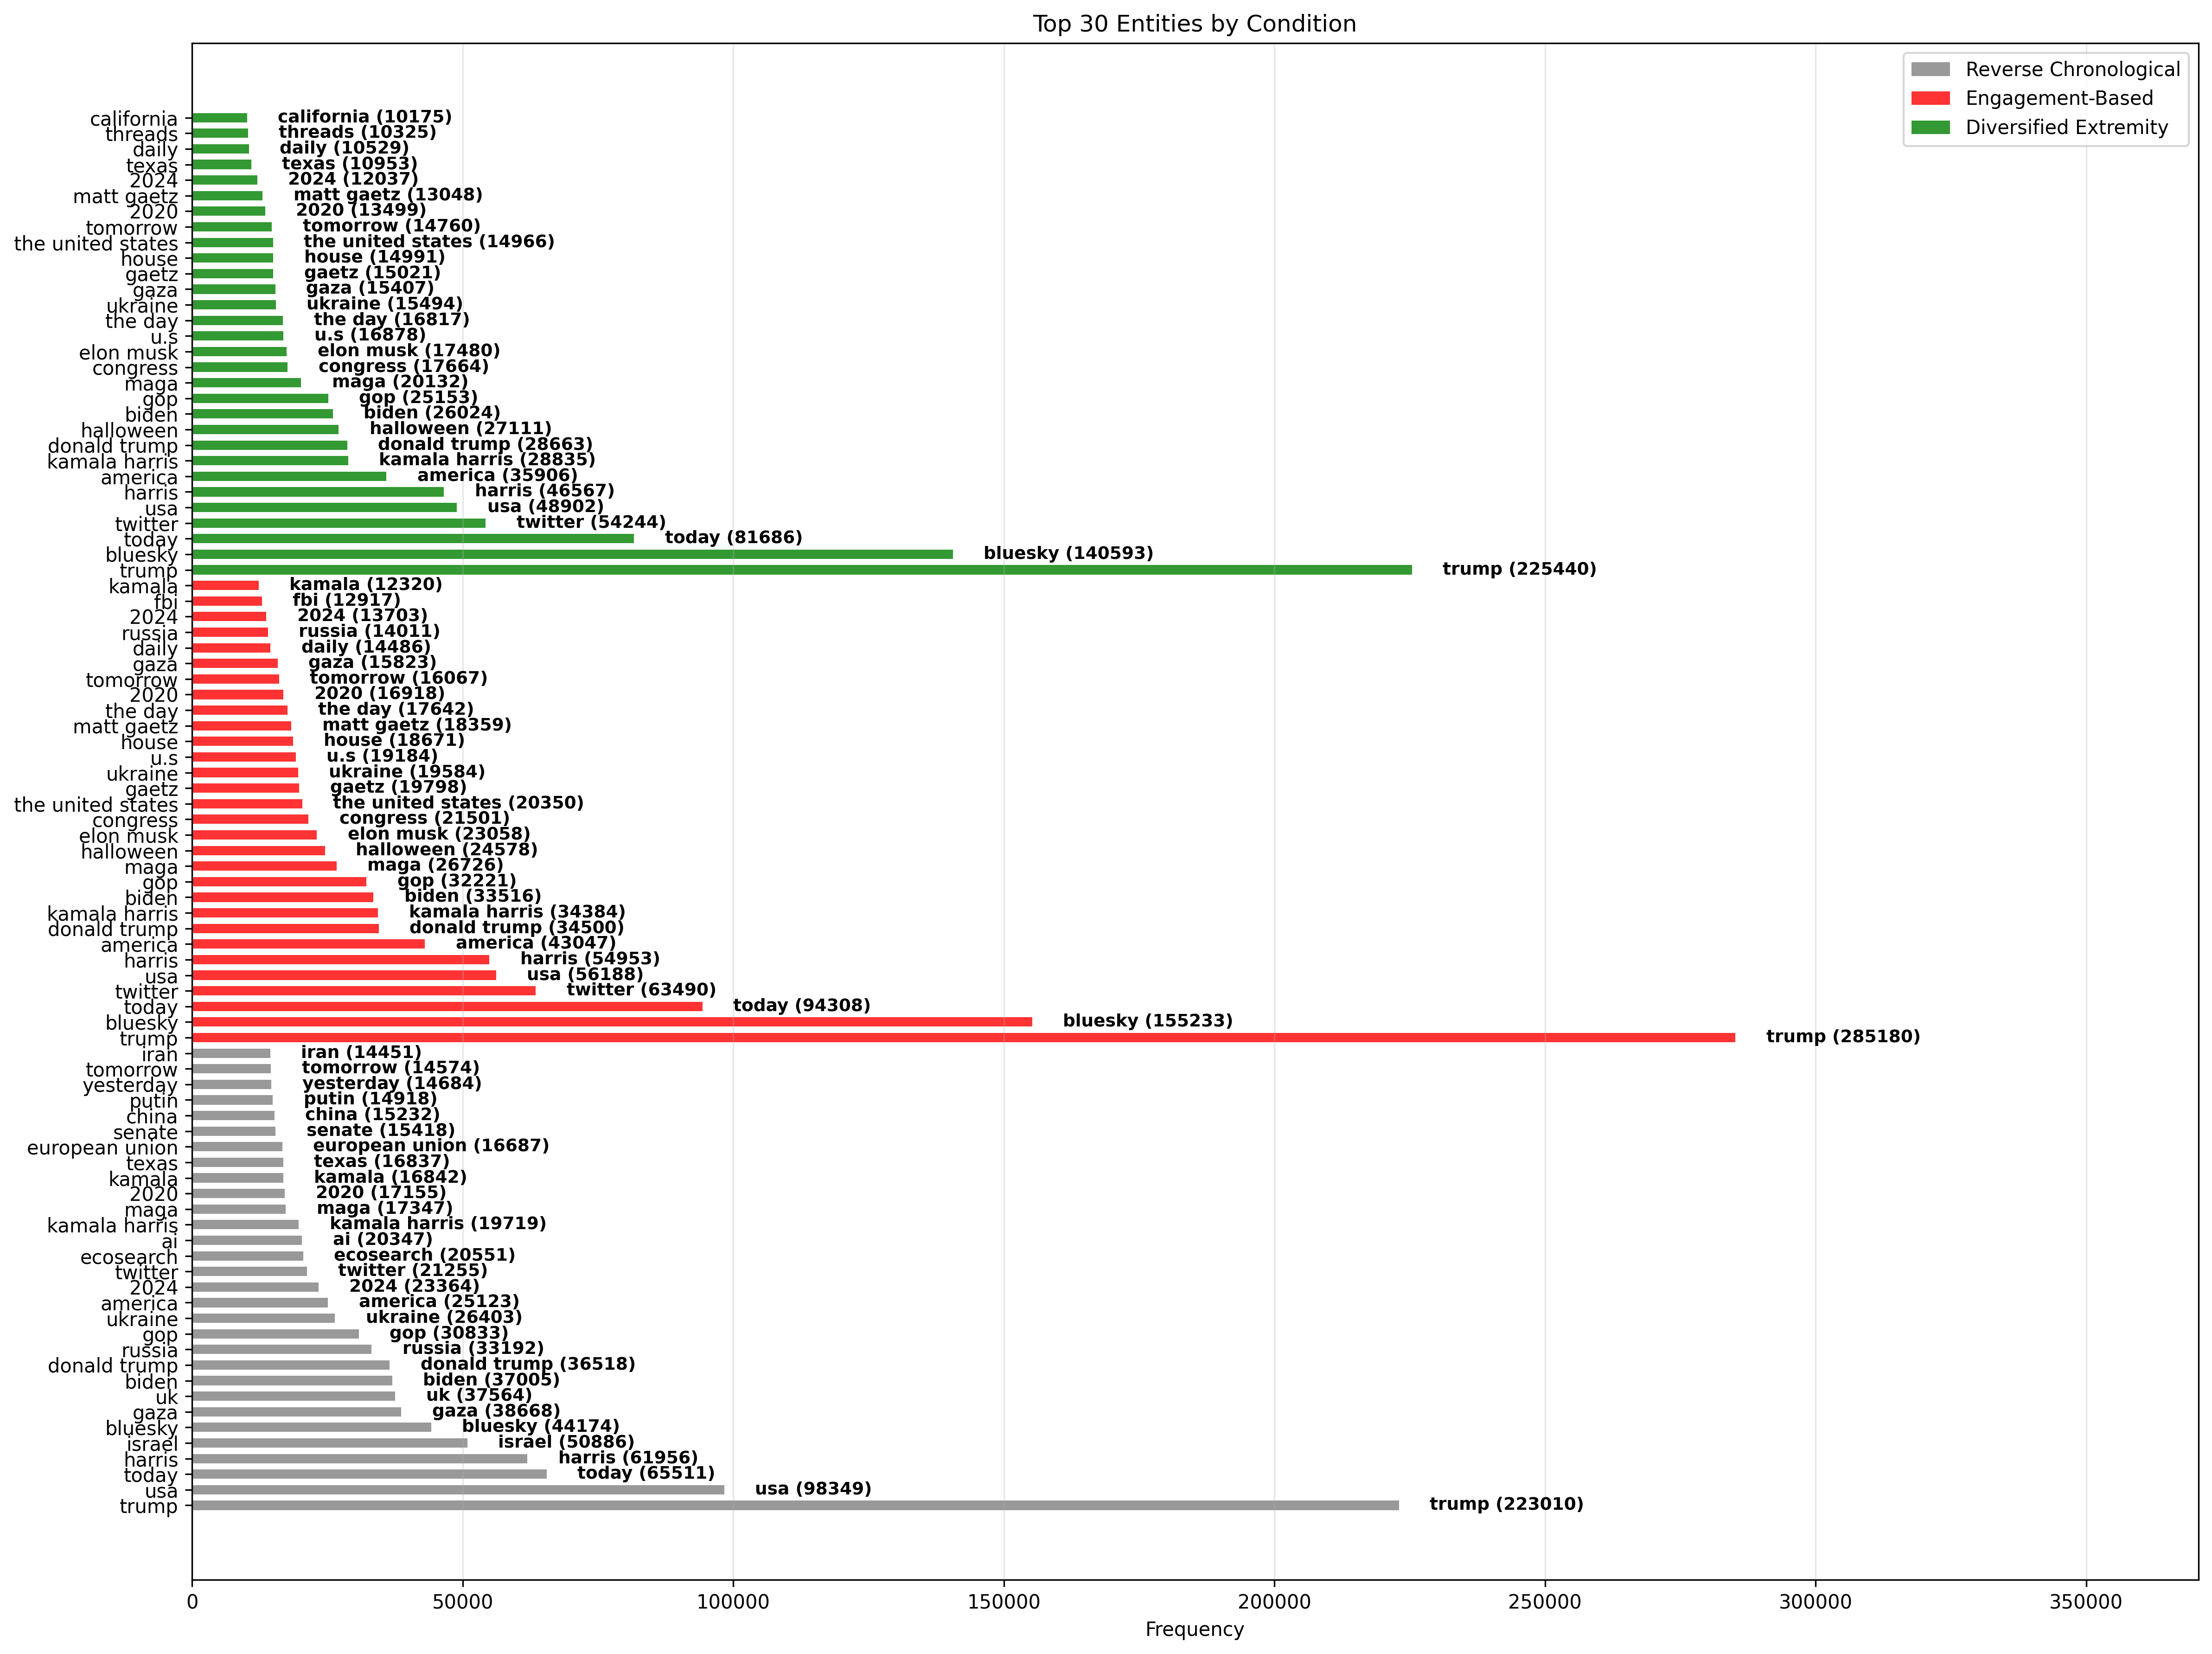 Top 30 Entities by Condition
Reverse Chronological
Engagement-Based
Diversified Extremity
california california (10175)
threads threads (10325)
daily daily (10529)
texas texas (10953)
2024 2024 (12037)
matt gaetz matt gaetz (13048)
2020 2020 (13499)
tomorrow tomorrow (14760)
the united states the united states (14966)
house house (14991)
gaetz gaetz (15021)
gaza gaza (15407)
ukraine ukraine (15494)
the day the day (16817)
u.s u.s (16878)
elon musk elon musk (17480)
congress congress (17664)
maga maga (20132)
gop gop (25153)
biden biden (26024)
halloween halloween (27111)
donald trump donald trump (28663)
kamala harris kamala harris (28835)
america america (35906)
harris harris (46567)
usa usa (48902)
twitter twitter (54244)
today today (81686)
bluesky bluesky (140593)
trump trump (225440)
kamala kamala (12320)
fbi fbi (12917)
2024 2024 (13703)
russia russia (14011)
daily daily (14486)
gaza gaza (15823)
tomorrow tomorrow (16067)
2020 2020 (16918)
the day the day (17642)
matt gaetz matt gaetz (18359)
house house (18671)
u.s u.s (19184)
ukraine ukraine (19584)
gaetz gaetz (19798)
the united states the united states (20350)
congress congress (21501)
elon musk elon musk (23058)
halloween halloween (24578)
maga maga (26726)
gop gop (32221)
biden biden (33516)
kamala harris kamala harris (34384)
donald trump donald trump (34500)
america america (43047)
harris harris (54953)
usa usa (56188)
twitter twitter (63490)
today today (94308)
bluesky bluesky (155233)
trump trump (285180)
iran iran (14451)
tomorrow tomorrow (14574)
yesterday yesterday (14684)
putin putin (14918)
china china (15232)
senate senate (15418)
european union european union (16687)
texas texas (16837)
kamala kamala (16842)
2020 2020 (17155)
maga maga (17347)
kamala harris kamala harris (19719)
ai ai (20347)
ecosearch ecosearch (20551)
twitter twitter (21255)
2024 2024 (23364)
america america (25123)
ukraine ukraine (26403)
gop gop (30833)
russia russia (33192)
donald trump donald trump (36518)
biden biden (37005)
uk uk (37564)
gaza gaza (38668)
bluesky bluesky (44174)
israel israel (50886)
harris harris (61956)
today today (65511)
usa usa (98349)
trump trump (223010)
0 50000 100000 150000 200000 250000 300000 350000
Frequency